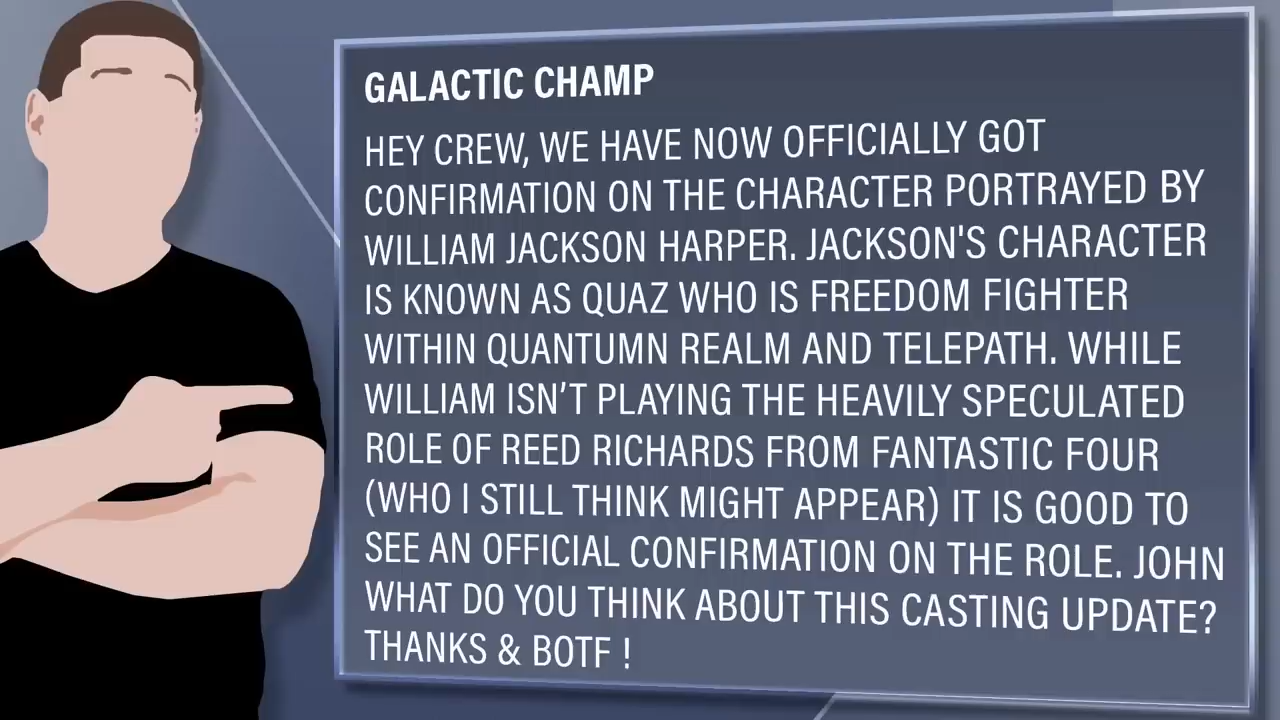 GALACTIC CHAMP
HEY CREW, WE HAVE NOW OFFICIALLY GOT
CONFIRMATION ON THE CHARACTER PORTRAYED BY
WILLIAM JACKSON HARPER. JACKSON'S CHARACTER
IS KNOWN AS QUAZ WHO IS FREEDOM FIGHTER
WITHIN QUANTUMN REALM AND TELEPATH. WHILE
WILLIAM ISN’T PLAYING THE HEAVILY SPECULATED
ROLE OF REED RICHARDS FROM FANTASTIC FOUR
(WHO I STILL THINK MIGHT APPEAR) IT IS GOOD TO
SEE AN OFFICIAL CONFIRMATION ON THE ROLE. JOHN
WHAT DO YOU THINK ABOUT THIS CASTING UPDATE?
THANKS & BOTF !